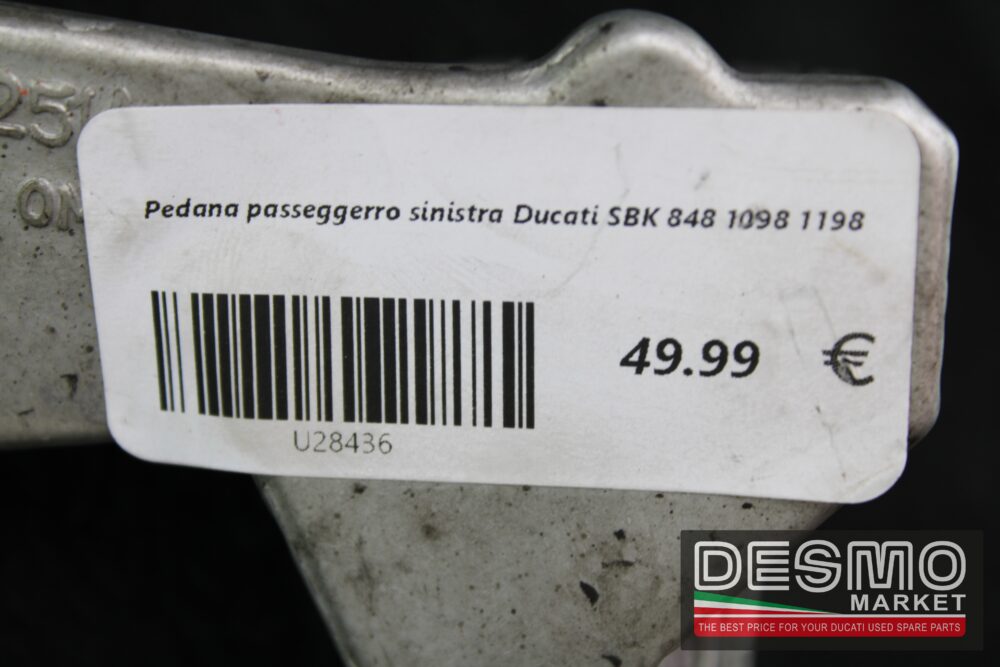 Pedana passeggerro sinistra Ducati SBK 848 1098 1198
49.99 €
U28436
DESMO
MARKET
THE BEST PRICE FOR YOUR DUCATI USED SPARE PARTS